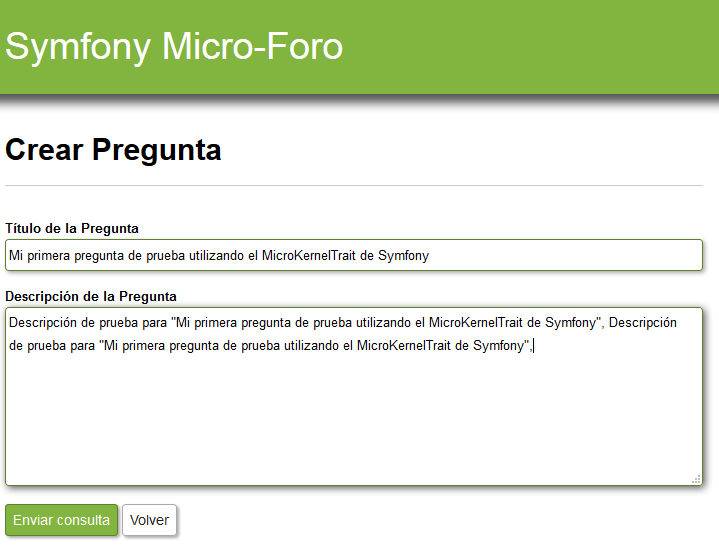 Symfony Micro-Foro
Crear Pregunta
Título de la Pregunta
Mi primera pregunta de prueba utilizando el MicroKernelTrait de Symfony
Descripción de la Pregunta
Descripción de prueba para "Mi primera pregunta de prueba utilizando el MicroKernelTrait de Symfony", Descripción
de prueba para "Mi primera pregunta de prueba utilizando el MicroKernelTrait de Symfony",
Enviar consulta Volver